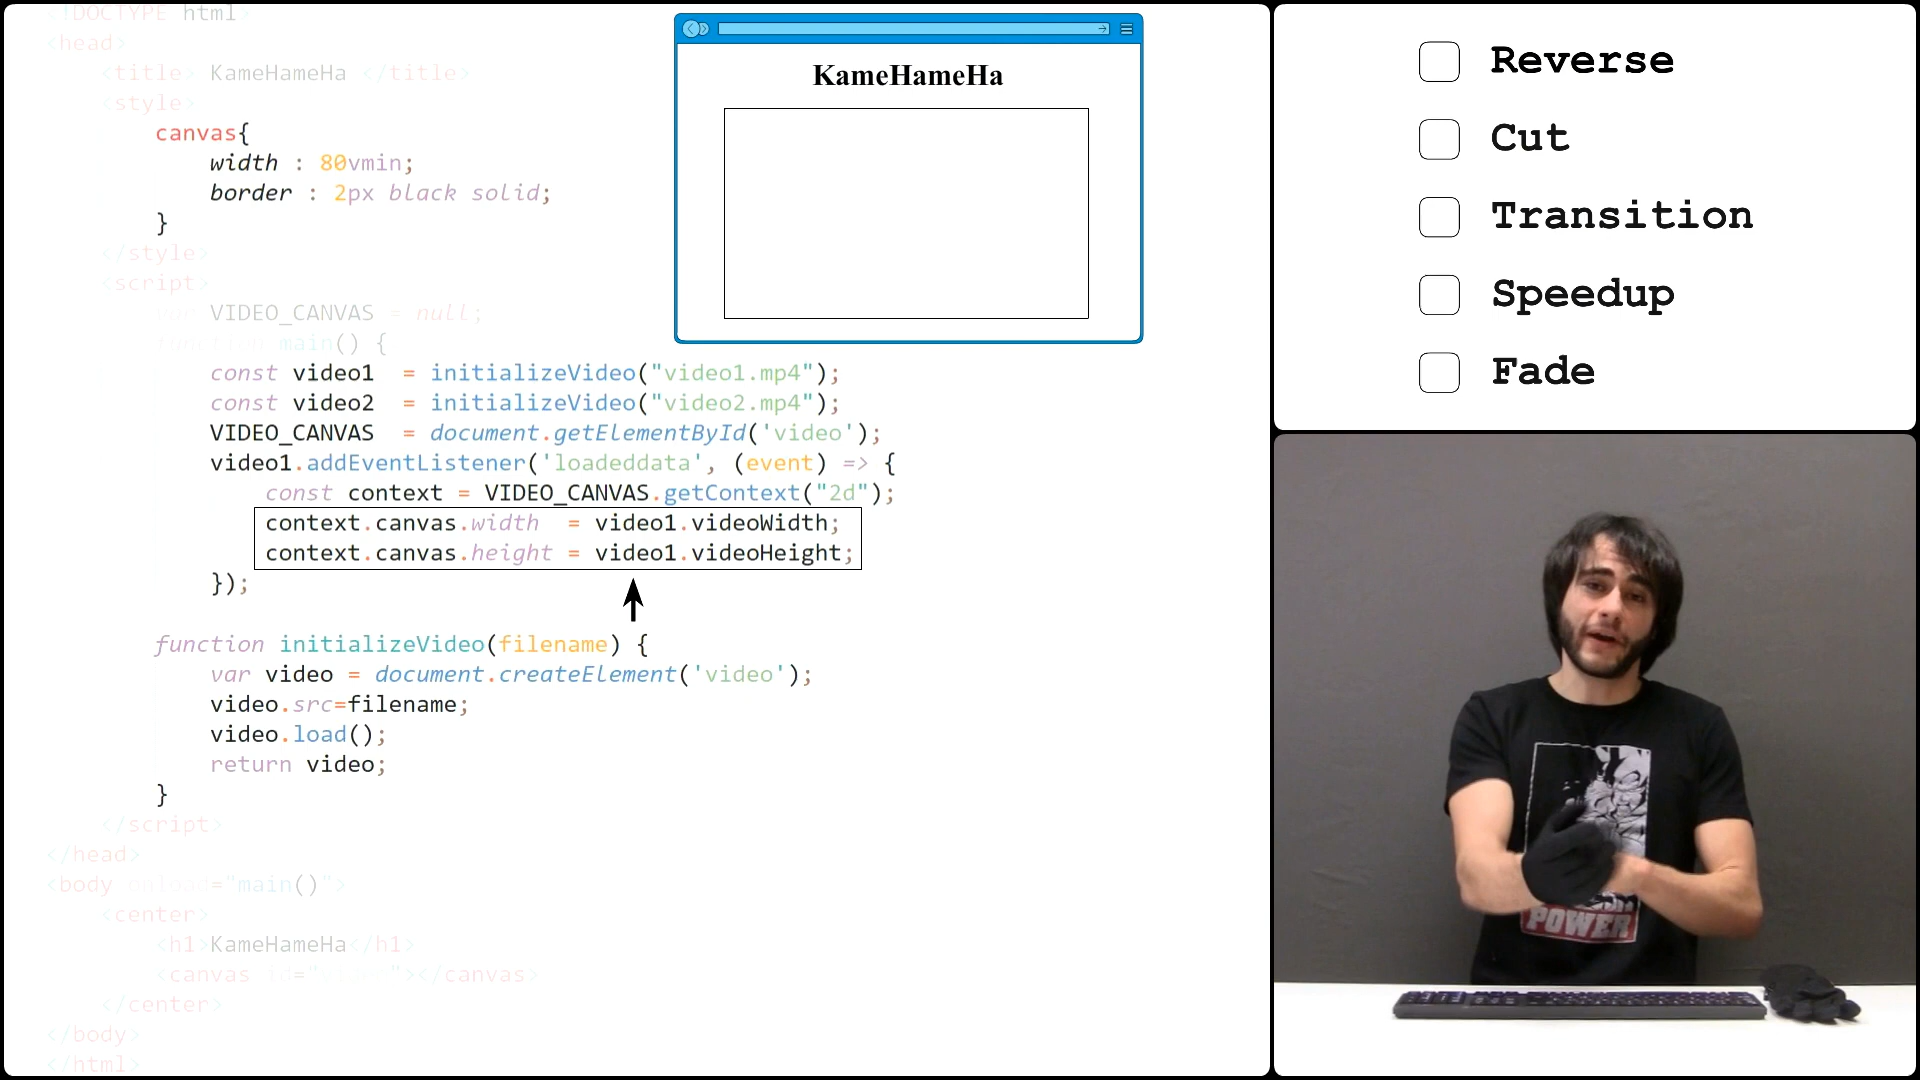 <!DOCTYPE html>
<head>
<title> KameHameHa </title>
<style>
canvas{
width : 80vmin;
border : 2px black solid;
}
</style>
<script>
var VIDEO_CANVAS = null;
function main() {
const video1 = initializeVideo("video1.mp4");
const video2 = initializeVideo("video2.mp4");
VIDEO_CANVAS = document.getElementById('video');
video1.addEventListener('loadeddata', (event) => {
const context = VIDEO_CANVAS.getContext("2d");
context.canvas.width = video1.videoWidth;
context.canvas.height = video1.videoHeight;
});
function initializeVideo(filename) {
var video = document.createElement('video');
video.src=filename;
video.load();
return video;
}
</script>
</head>
<body onload="main()">
<center>
<h1>KameHameHa</h1>
<canvas id="video"></canvas>
</center>
</body>
</html>
KameHameHa
Reverse
Cut
Transition
Speedup
Fade
POWER